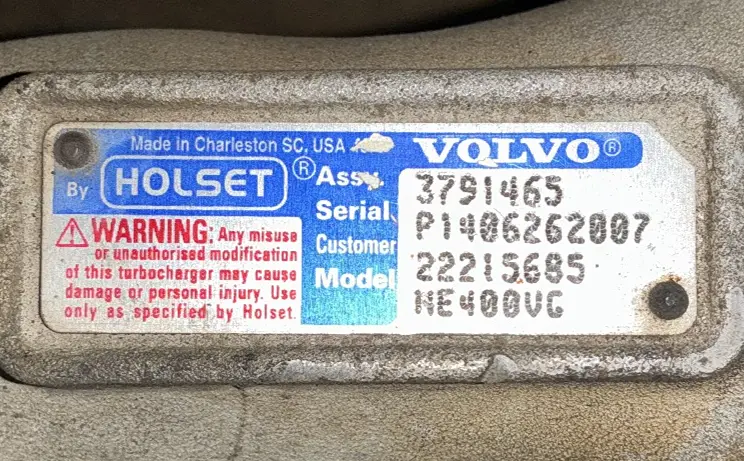 Made in Charleston SC, USA
VOLVO®
By HOLSET®
Assy. 3791465
Serial P1406262007
Customer 22215685
Model HE400VG
⚠ WARNING: Any misuse
or unauthorised modification
of this turbocharger may cause
damage or personal injury. Use
only as specified by Holset.